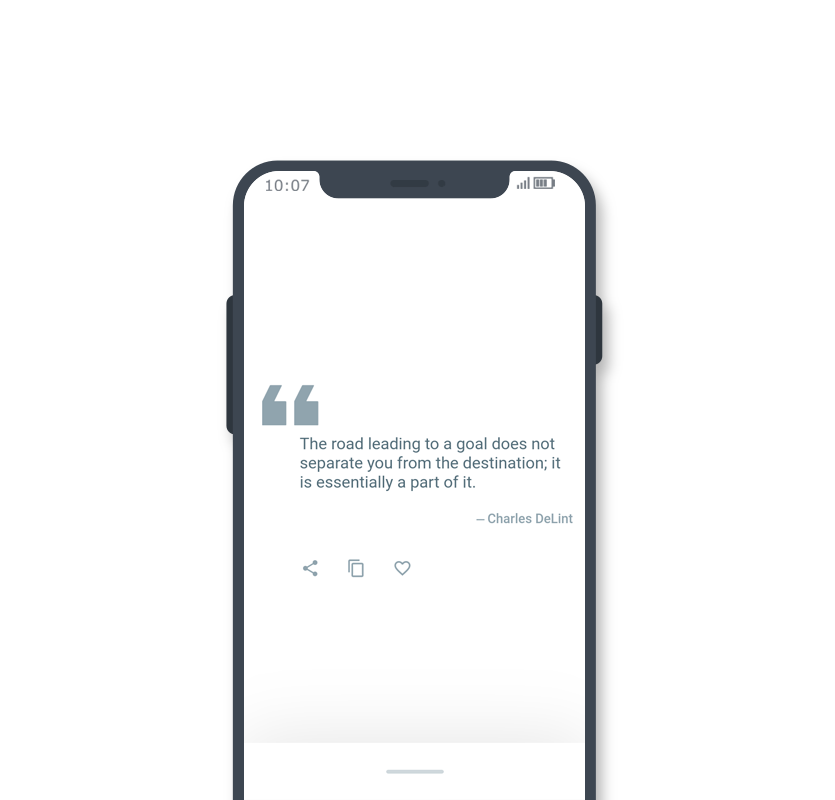 10:07
The road leading to a goal does not
separate you from the destination; it
is essentially a part of it.
– Charles DeLint